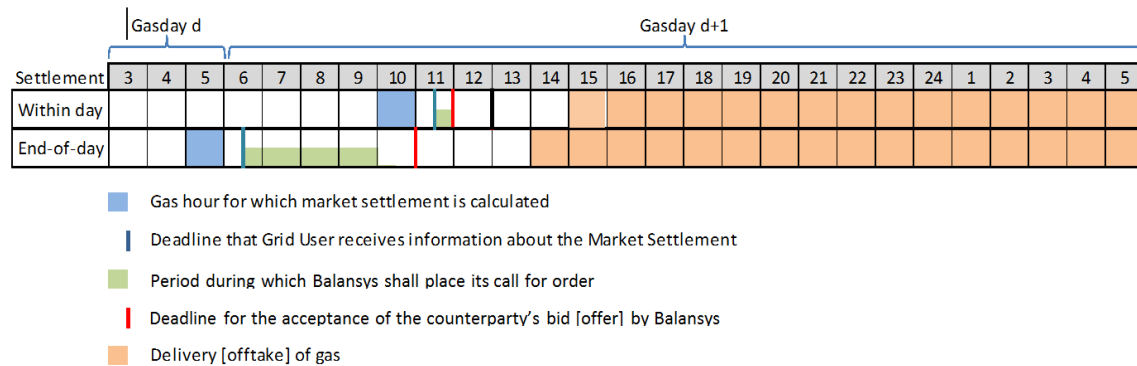 Gasday d Gasday d+1
Settlement 3 4 5 6 7 8 9 10 11 12 13 14 15 16 17 18 19 20 21 22 23 24 1 2 3 4 5
Within day
End-of-day
Gas hour for which market settlement is calculated
Deadline that Grid User receives information about the Market Settlement
Period during which Balansys shall place its call for order
Deadline for the acceptance of the counterparty's bid [offer] by Balansys
Delivery [offtake] of gas